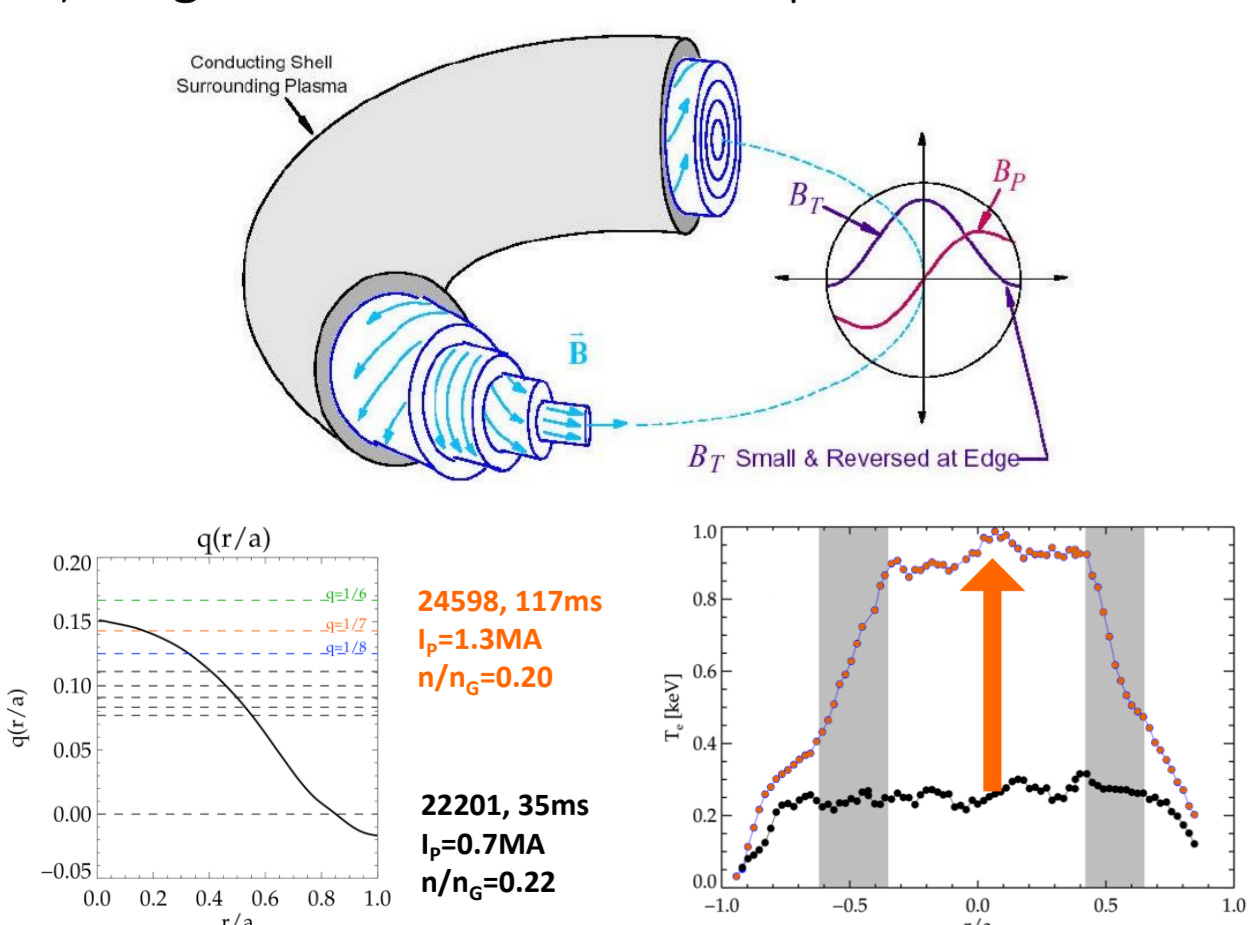 Conducting Shell
Surrounding Plasma
B_T
B_P
B⃗
B_T Small & Reversed at Edge
q(r/a)
0.20
0.15
0.10
0.05
0.00
−0.05
q(r/a)
q=1/6
q=1/7
q=1/8
0.0 0.2 0.4 0.6 0.8 1.0
r/a
24598, 117ms
I_P=1.3MA
n/n_G=0.20
22201, 35ms
I_P=0.7MA
n/n_G=0.22
1.0
0.8
0.6
0.4
0.2
0.0
T_e [keV]
−1.0 −0.5 0.0 0.5 1.0